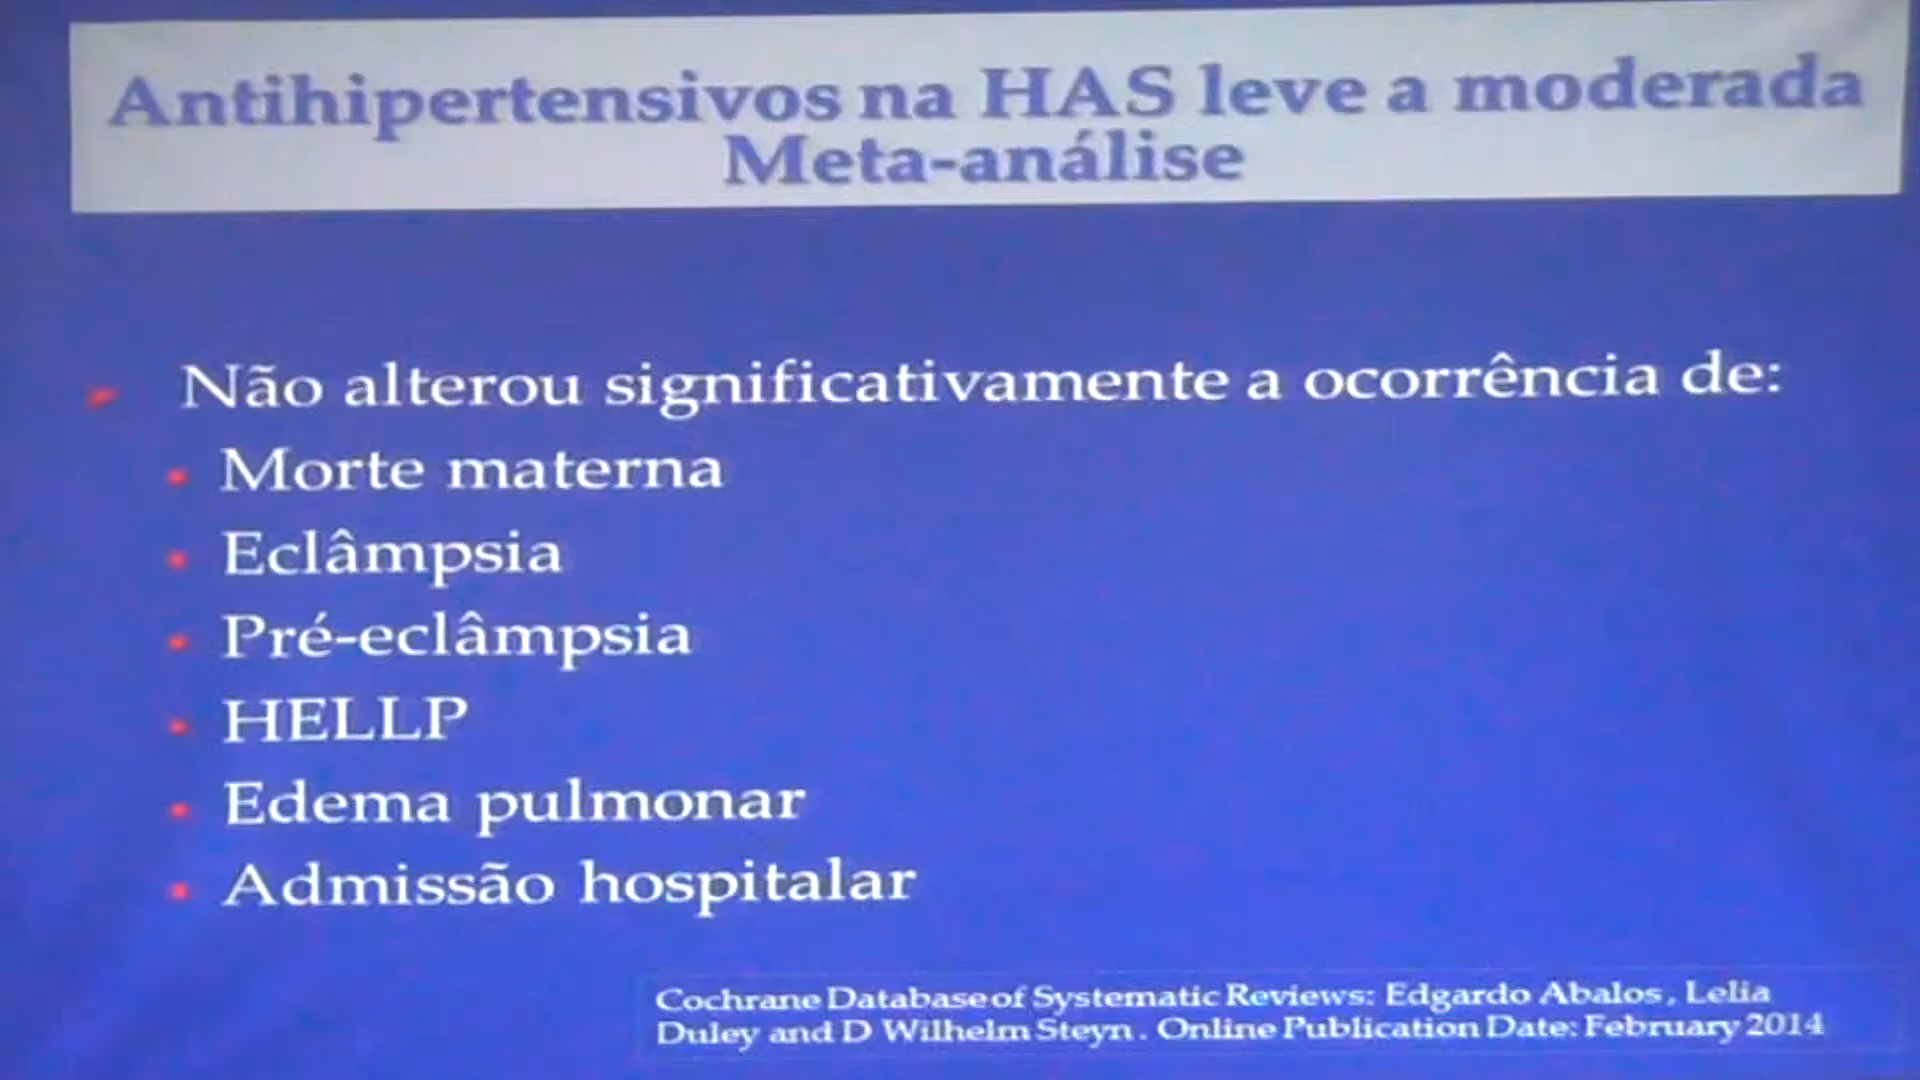 Antihipertensivos na HAS leve a moderada
Meta-análise
Não alterou significativamente a ocorrência de:
Morte materna
Eclâmpsia
Pré-eclâmpsia
HELLP
Edema pulmonar
Admissão hospitalar
Cochrane Database of Systematic Reviews: Edgardo Abalos, Lelia
Duley and D Wilhelm Steyn. Online Publication Date: February 2014